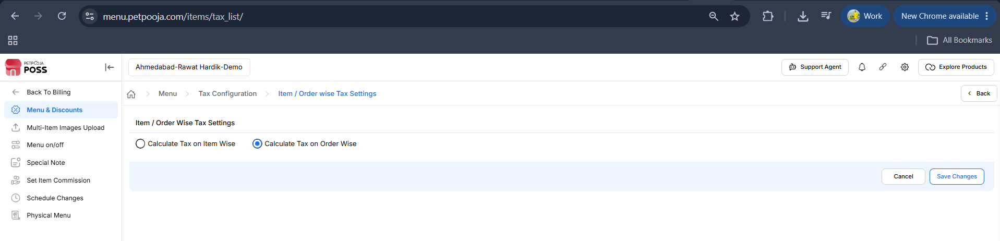 menu.petpooja.com/items/tax_list/
Work
New Chrome available
All Bookmarks
PETPOOJA
POSS
Ahmedabad-Rawat Hardik-Demo
Support Agent
Explore Products
Back To Billing
Menu
Tax Configuration
Item / Order wise Tax Settings
Back
Menu & Discounts
Multi-Item Images Upload
Item / Order Wise Tax Settings
Menu on/off
Calculate Tax on Item Wise
Calculate Tax on Order Wise
Special Note
Set Item Commission
Cancel
Save Changes
Schedule Changes
Physical Menu